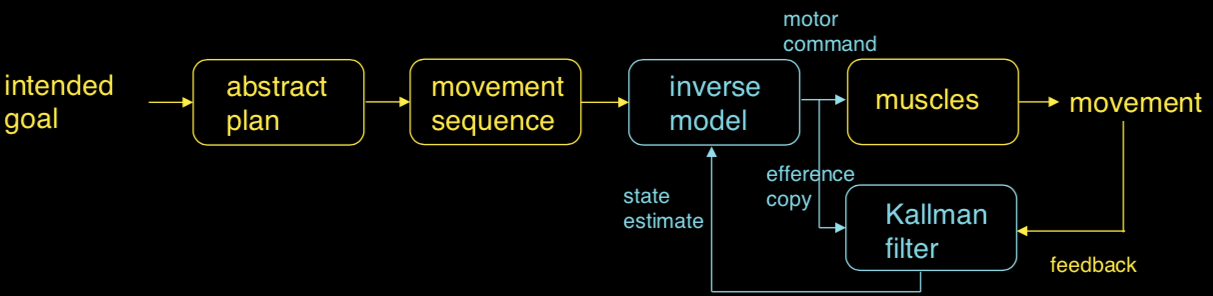 motor
command
intended
goal
abstract
plan
movement
sequence
inverse
model
muscles
movement
efference
copy
state
estimate
Kallman
filter
feedback